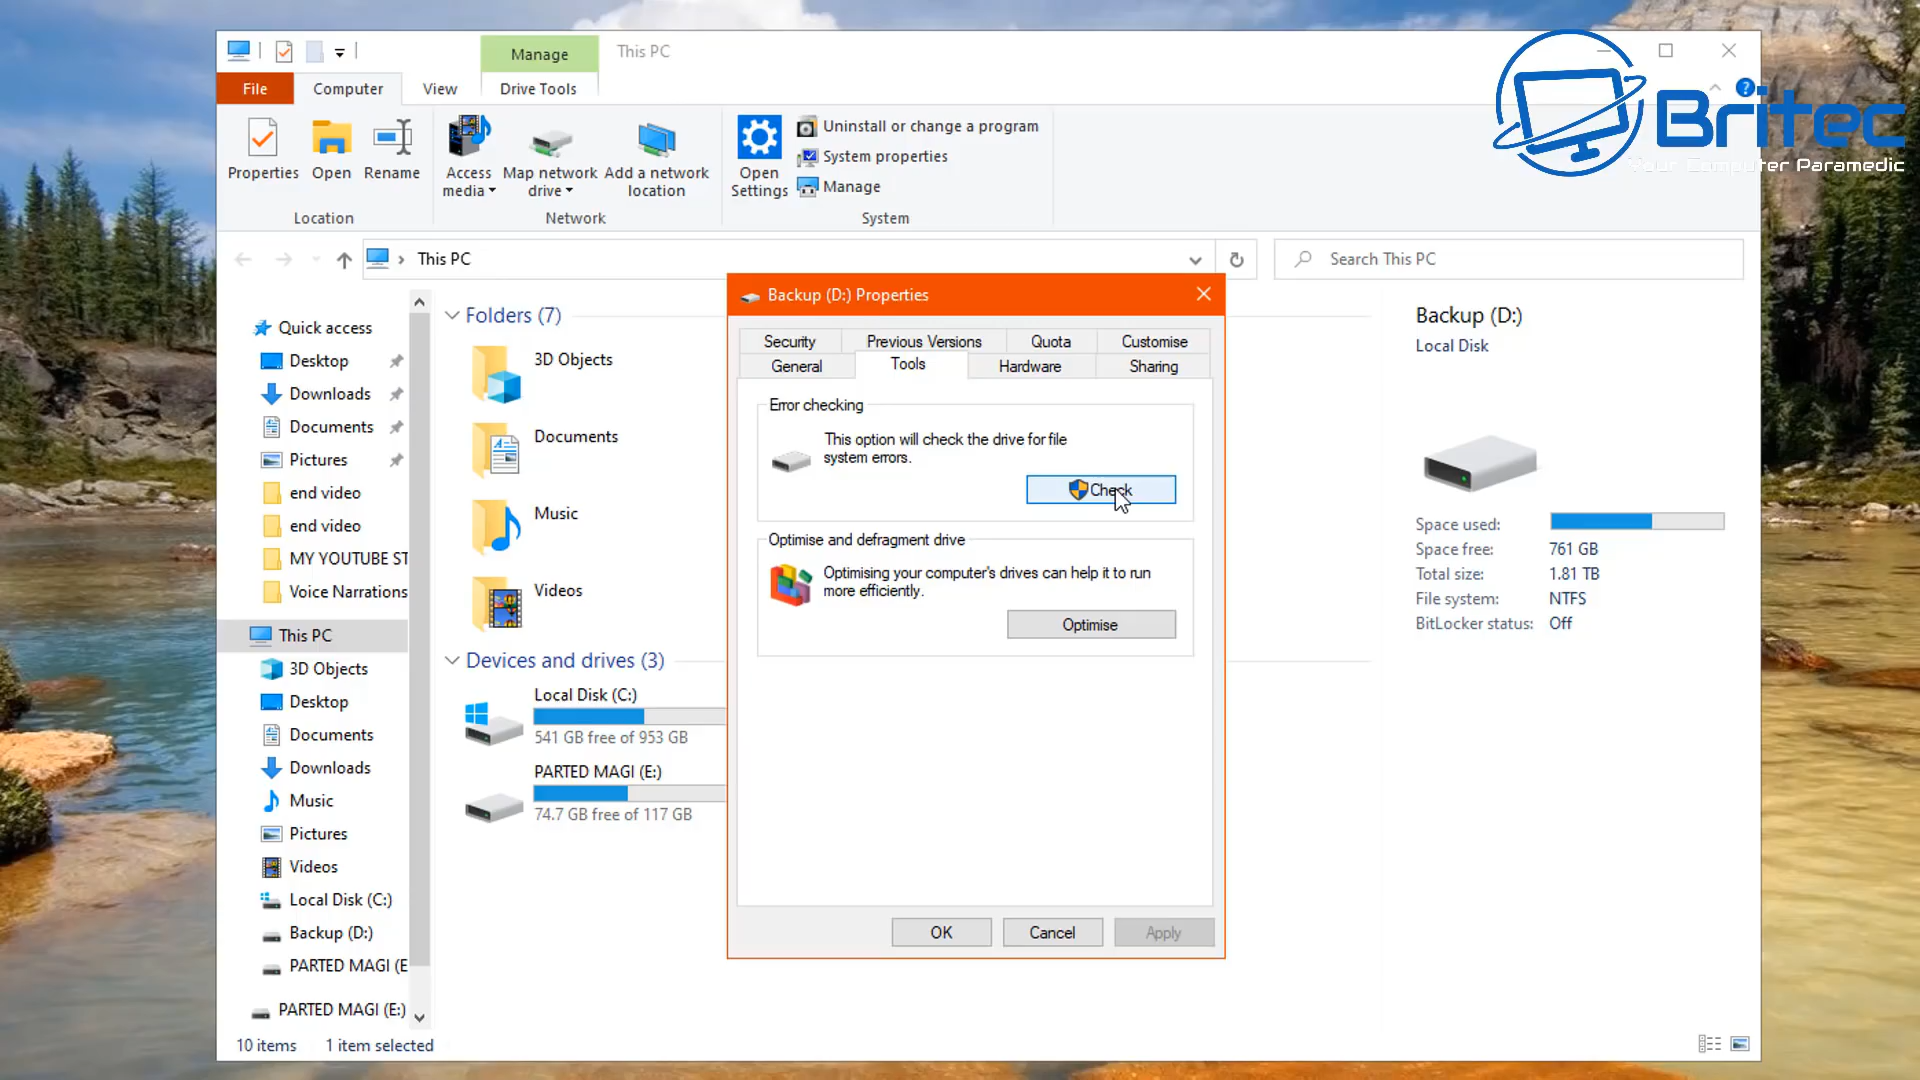 Manage
This PC
File
Computer
View
Drive Tools
Britec
Your Computer Paramedic
Properties
Open
Rename
Location
Access
media
Map network
drive
Add a network
location
Network
Open
Settings
Uninstall or change a program
System properties
Manage
System
This PC
Search This PC
Quick access
Desktop
Downloads
Documents
Pictures
end video
end video
MY YOUTUBE ST
Voice Narrations
This PC
3D Objects
Desktop
Documents
Downloads
Music
Pictures
Videos
Local Disk (C:)
Backup (D:)
PARTED MAGI (E
PARTED MAGI (E:)
Folders (7)
3D Objects
Documents
Music
Videos
Devices and drives (3)
Local Disk (C:)
541 GB free of 953 GB
PARTED MAGI (E:)
74.7 GB free of 117 GB
Backup (D:) Properties
Security
Previous Versions
Quota
Customise
General
Tools
Hardware
Sharing
Error checking
This option will check the drive for file
system errors.
Check
Optimise and defragment drive
Optimising your computer's drives can help it to run
more efficiently.
Optimise
OK
Cancel
Apply
Backup (D:)
Local Disk
Space used:
Space free: 761 GB
Total size: 1.81 TB
File system: NTFS
BitLocker status: Off
10 items
1 item selected